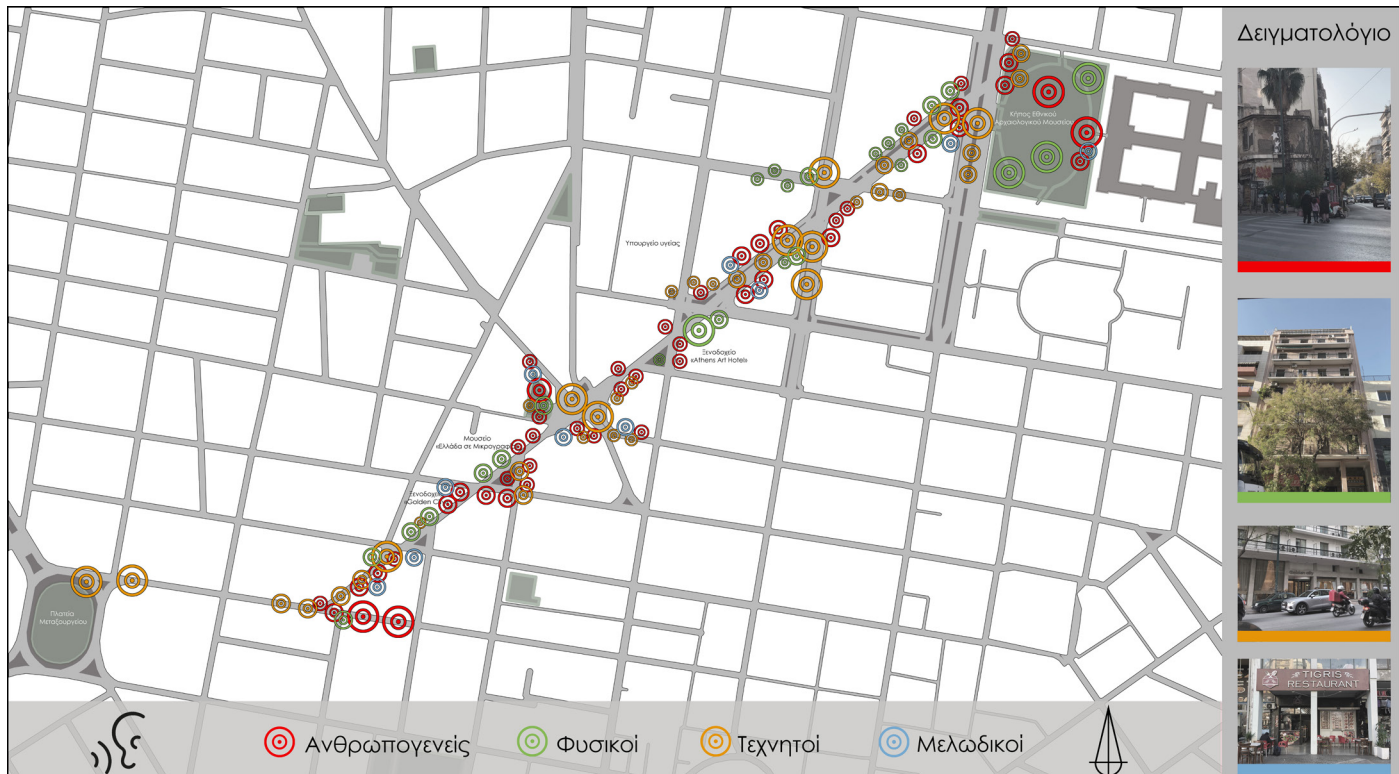 Δειγματολόγιο
Κήπος Εθνικού
Αρχαιολογικού Μουσείου
Υπουργείο υγείας
Ξενοδοχείο
«Athens Art Hotel»
Μουσείο
«Ελλάδα σε Μικρογραφία
Ξενοδοχεί
«Golden C
Πλατεία
Μεταξουργείου
TIGRIS
RESTAURANT
Ανθρωπογενείς
Φυσικοί
Τεχνητοί
Μελωδικοί